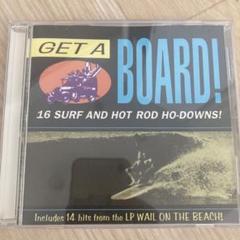 GET A
BOARD!
16 SURF AND HOT ROD HO-DOWNS!
Includes 14 hits from the LP WAIL ON THE BEACH!